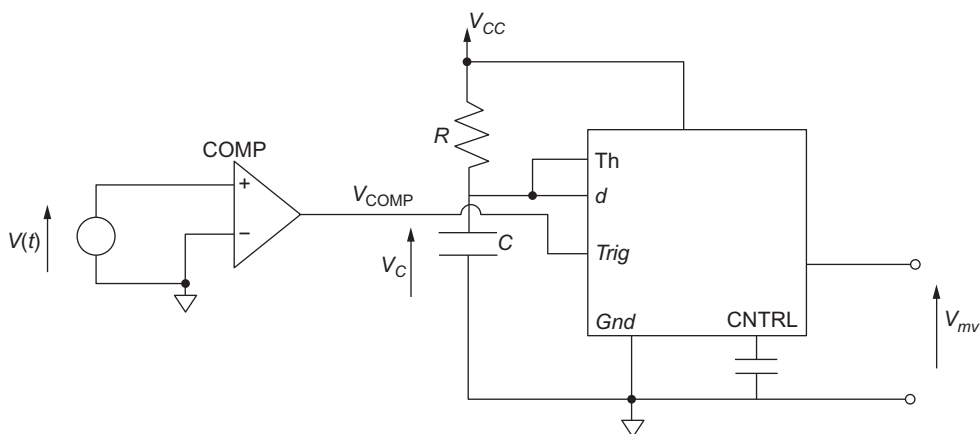 V_CC
R
COMP
Th
+
V_COMP
d
V(t)
−
C
Trig
V_C
Gnd
CNTRL
V_mv